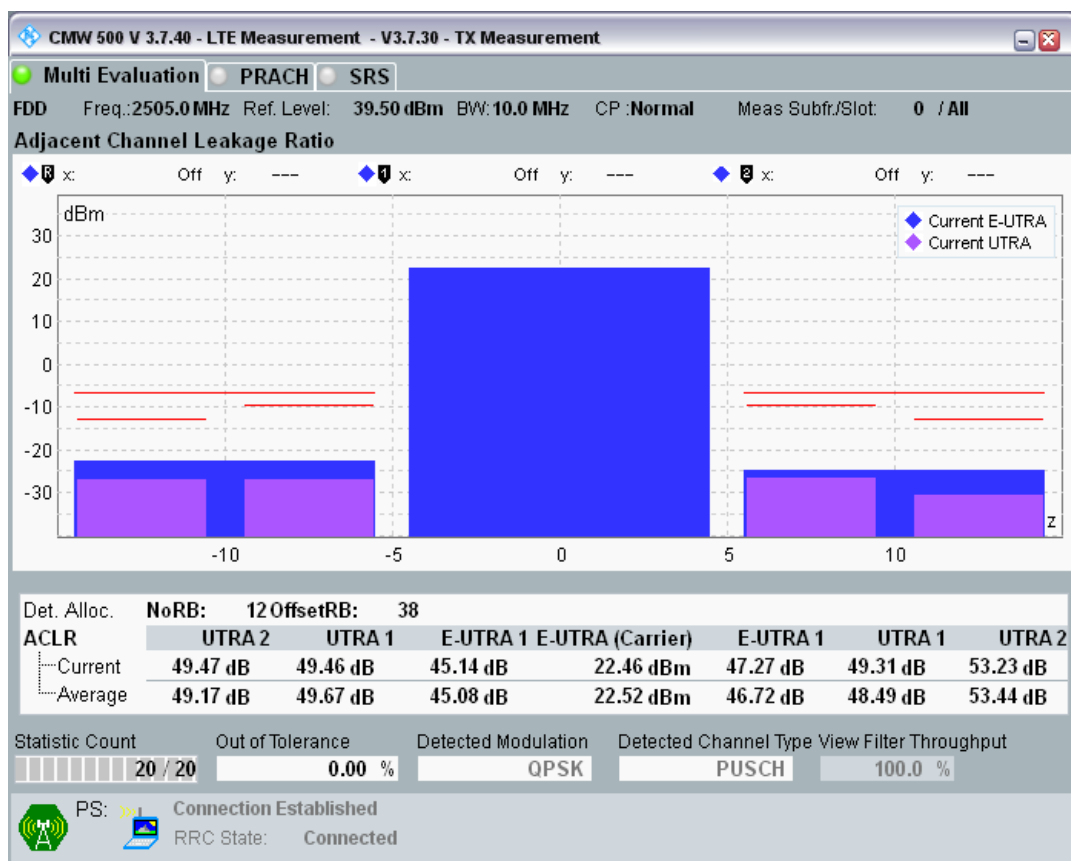 CMW 500 V 3.7.40 - LTE Measurement - V3.7.30 - TX Measurement
Multi Evaluation PRACH SRS
FDD Freq.:2505.0 MHz Ref. Level: 39.50 dBm BW:10.0 MHz CP :Normal Meas Subfr./Slot: 0 / All
Adjacent Channel Leakage Ratio
R x: Off y: --- 1 x: Off y: --- 2 x: Off y: ---
dBm
Current E-UTRA
Current UTRA
30
20
10
0
-10
-20
-30
z
-10 -5 0 5 10
Det. Alloc. NoRB: 12 OffsetRB: 38
ACLR UTRA 2 UTRA 1 E-UTRA 1 E-UTRA (Carrier) E-UTRA 1 UTRA 1 UTRA 2
Current 49.47 dB 49.46 dB 45.14 dB 22.46 dBm 47.27 dB 49.31 dB 53.23 dB
Average 49.17 dB 49.67 dB 45.08 dB 22.52 dBm 46.72 dB 48.49 dB 53.44 dB
Statistic Count Out of Tolerance Detected Modulation Detected Channel Type View Filter Throughput
20 / 20 0.00 % QPSK PUSCH 100.0 %
PS: Connection Established
RRC State: Connected